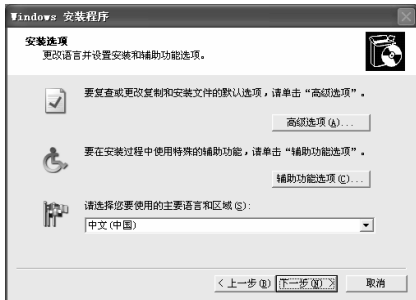 Windows 安装程序
安装选项
更改语言并设置安装和辅助功能选项。
要复查或更改复制和安装文件的默认选项，请单击“高级选项”。
高级选项(A)...
要在安装过程中使用特殊的辅助功能，请单击“辅助功能选项”。
辅助功能选项(C)...
请选择您要使用的主要语言和区域(S):
中文(中国)
< 上一步(B) 下一步(N) > 取消